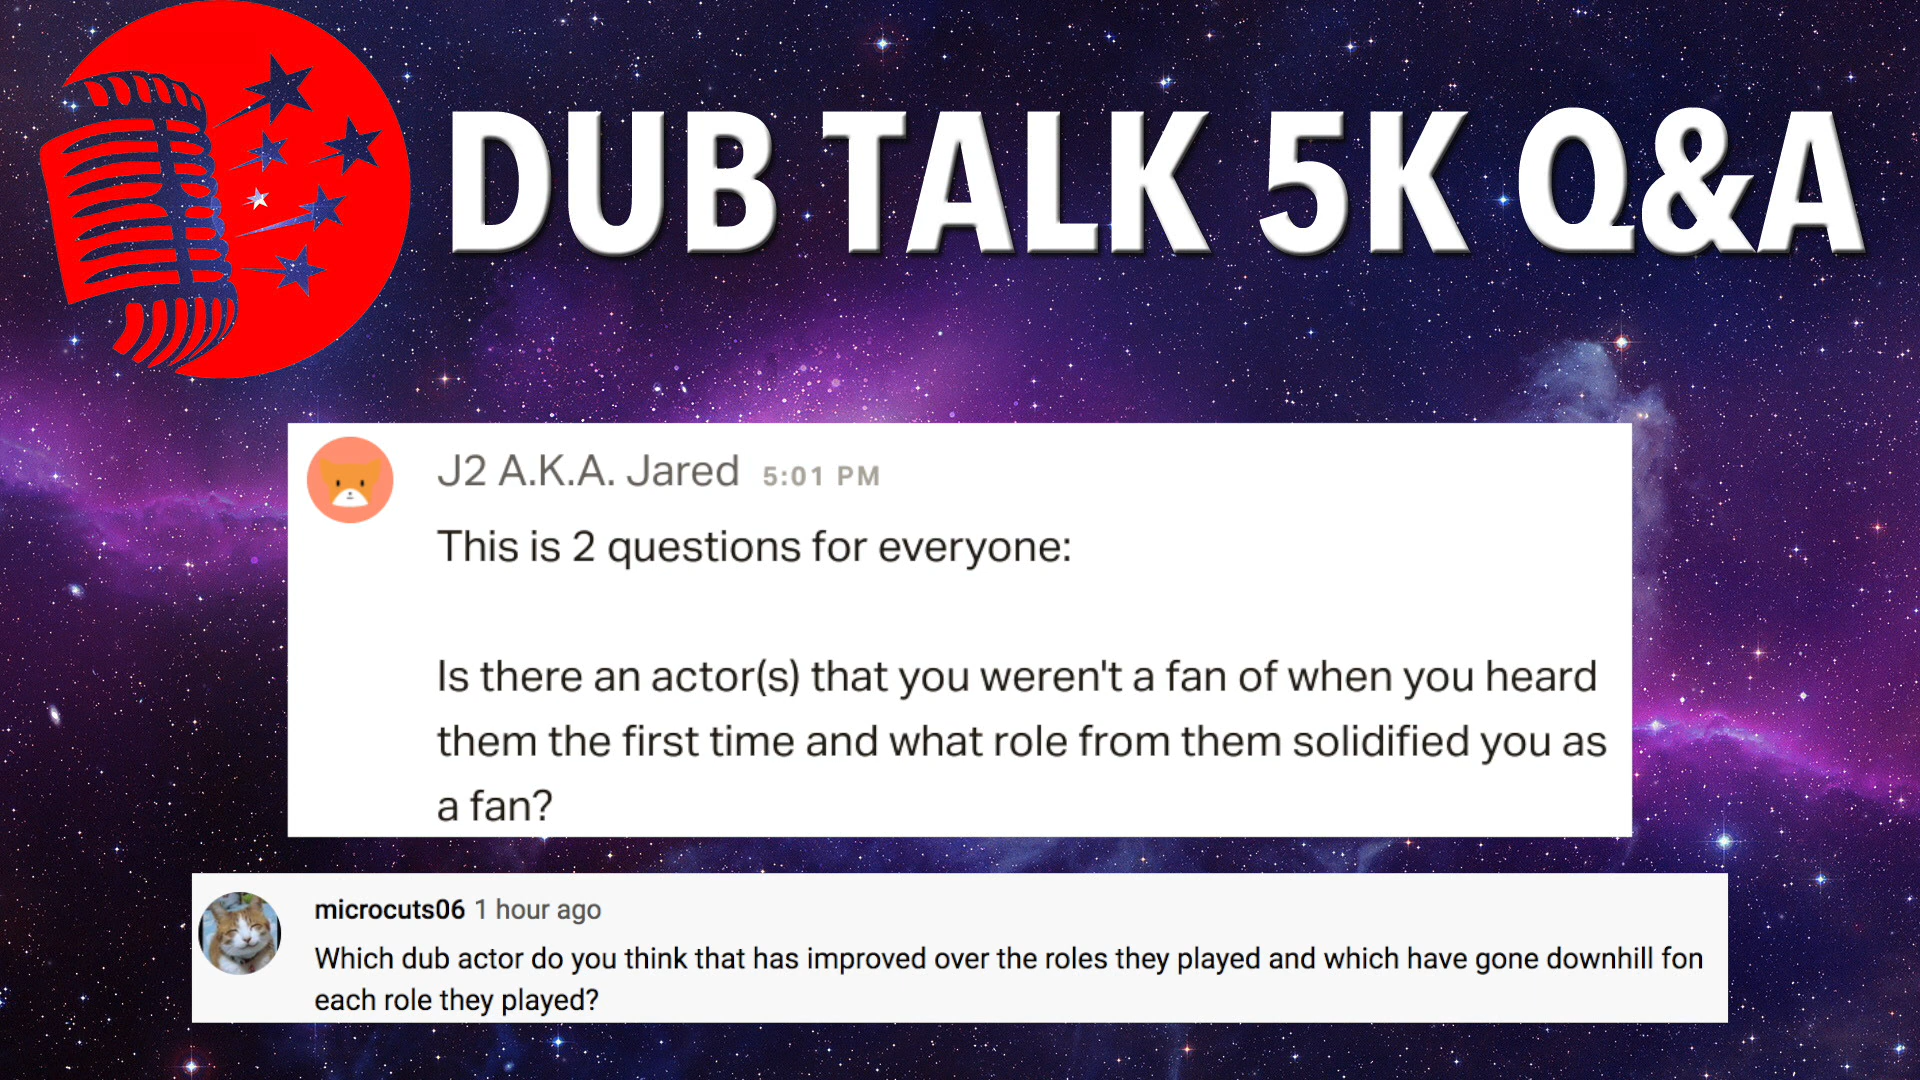 DUB TALK 5K Q&A
J2 A.K.A. Jared 5:01 PM
This is 2 questions for everyone:
Is there an actor(s) that you weren't a fan of when you heard
them the first time and what role from them solidified you as
a fan?
microcuts06 1 hour ago
Which dub actor do you think that has improved over the roles they played and which have gone downhill fon
each role they played?